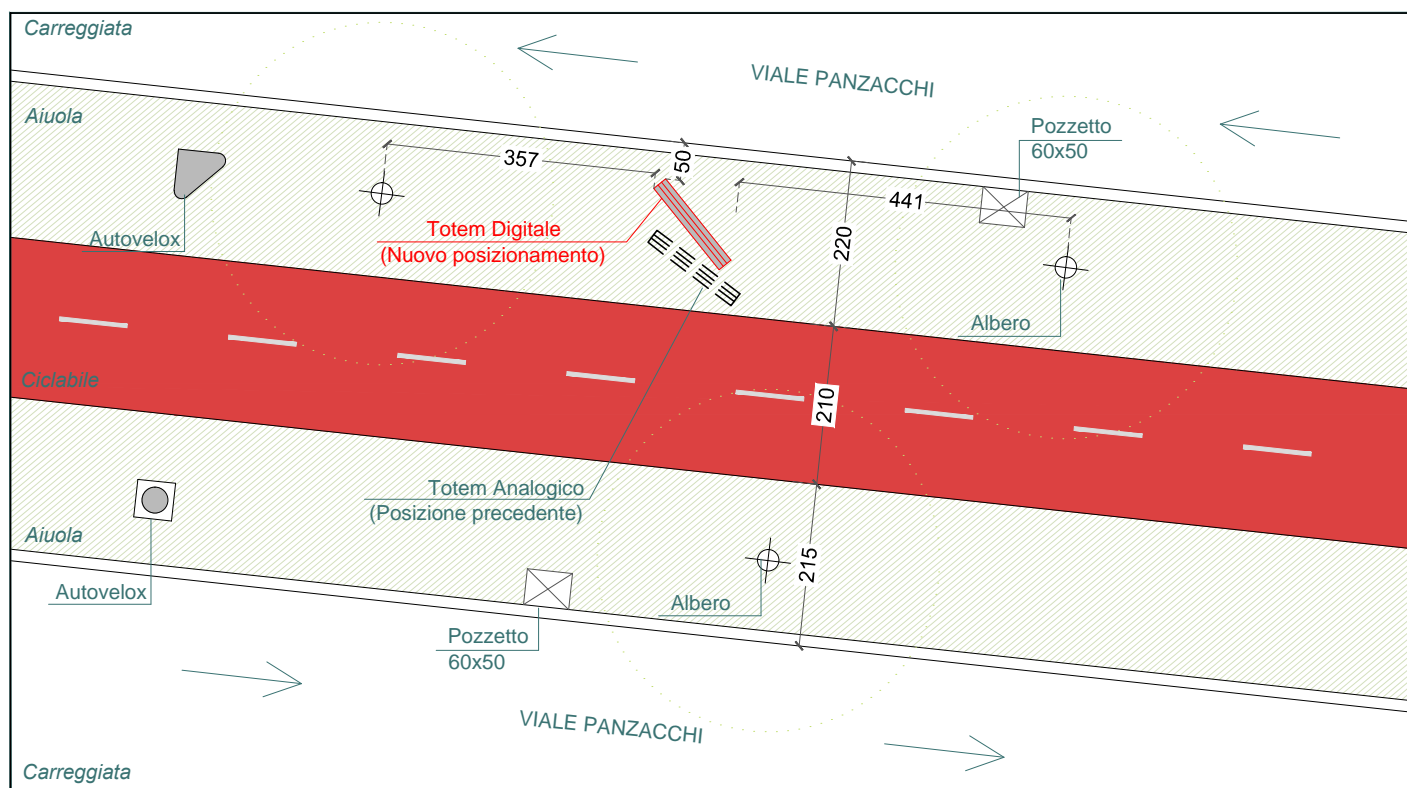 Carreggiata
VIALE PANZACCHI
Aiuola
Pozzetto
60x50
357
50
441
Autovelox
Totem Digitale
(Nuovo posizionamento)
220
Albero
Ciclabile
210
Totem Analogico
(Posizione precedente)
Aiuola
215
Autovelox
Albero
Pozzetto
60x50
VIALE PANZACCHI
Carreggiata